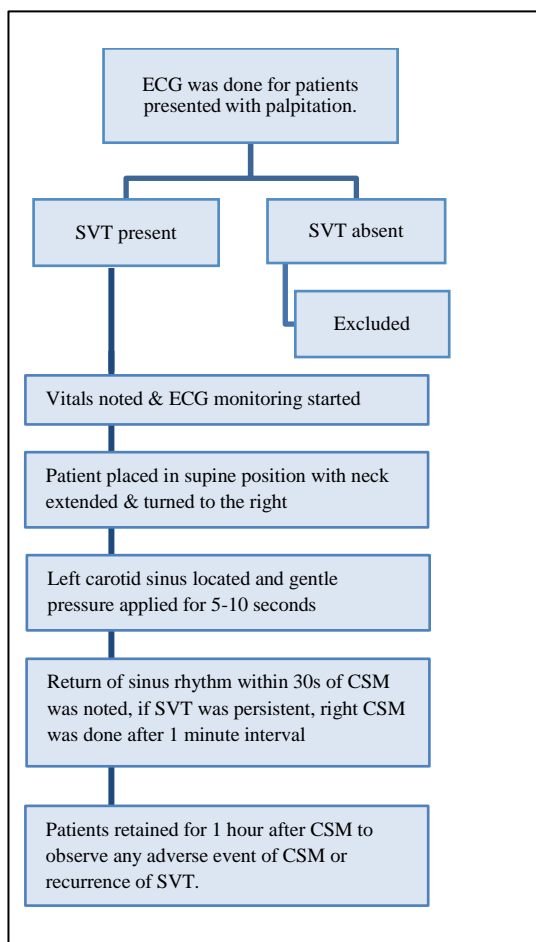 ECG was done for patients
presented with palpitation.
SVT present
SVT absent
Excluded
Vitals noted & ECG monitoring started
Patient placed in supine position with neck
extended & turned to the right
Left carotid sinus located and gentle
pressure applied for 5-10 seconds
Return of sinus rhythm within 30s of CSM
was noted, if SVT was persistent, right CSM
was done after 1 minute interval
Patients retained for 1 hour after CSM to
observe any adverse event of CSM or
recurrence of SVT.